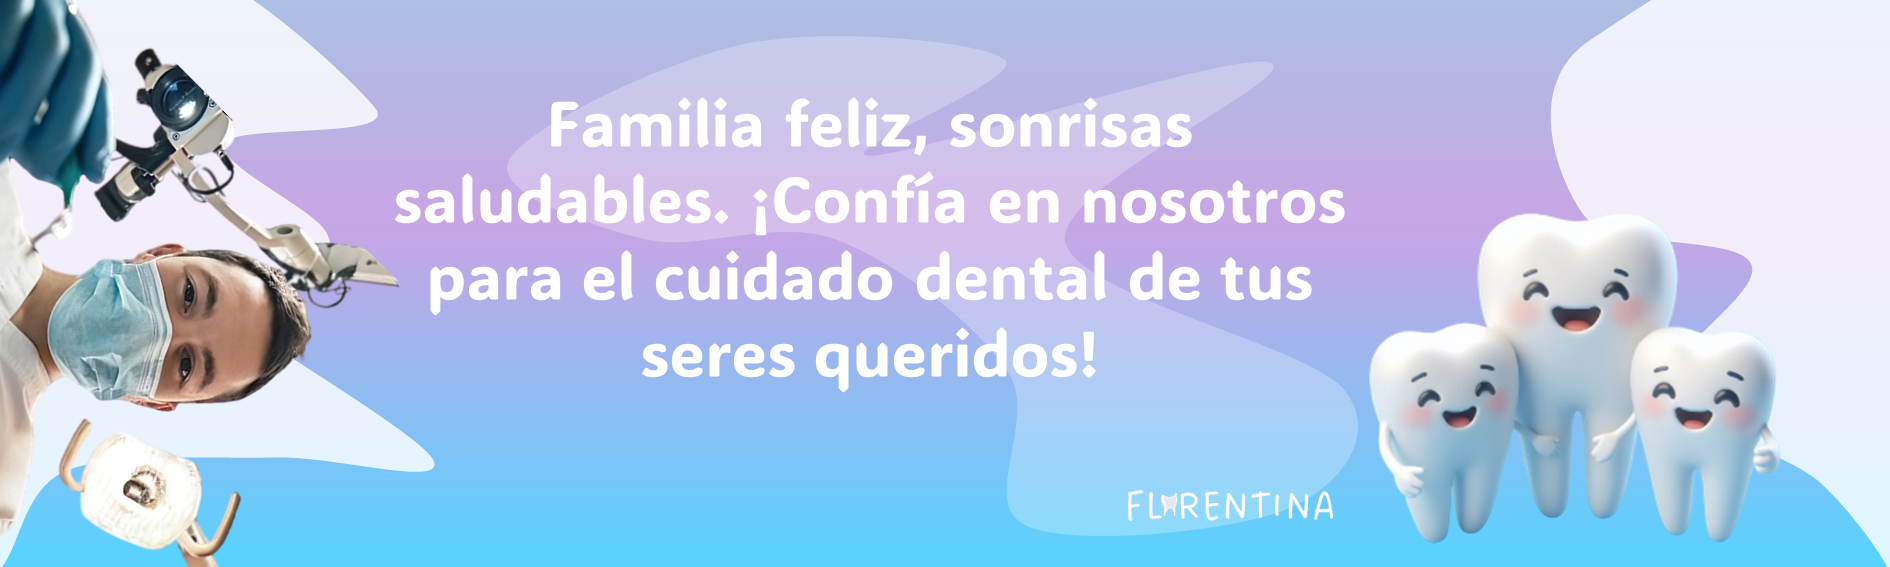 Familia feliz, sonrisas
saludables. ¡Confía en nosotros
para el cuidado dental de tus
seres queridos!
FLORENTINA